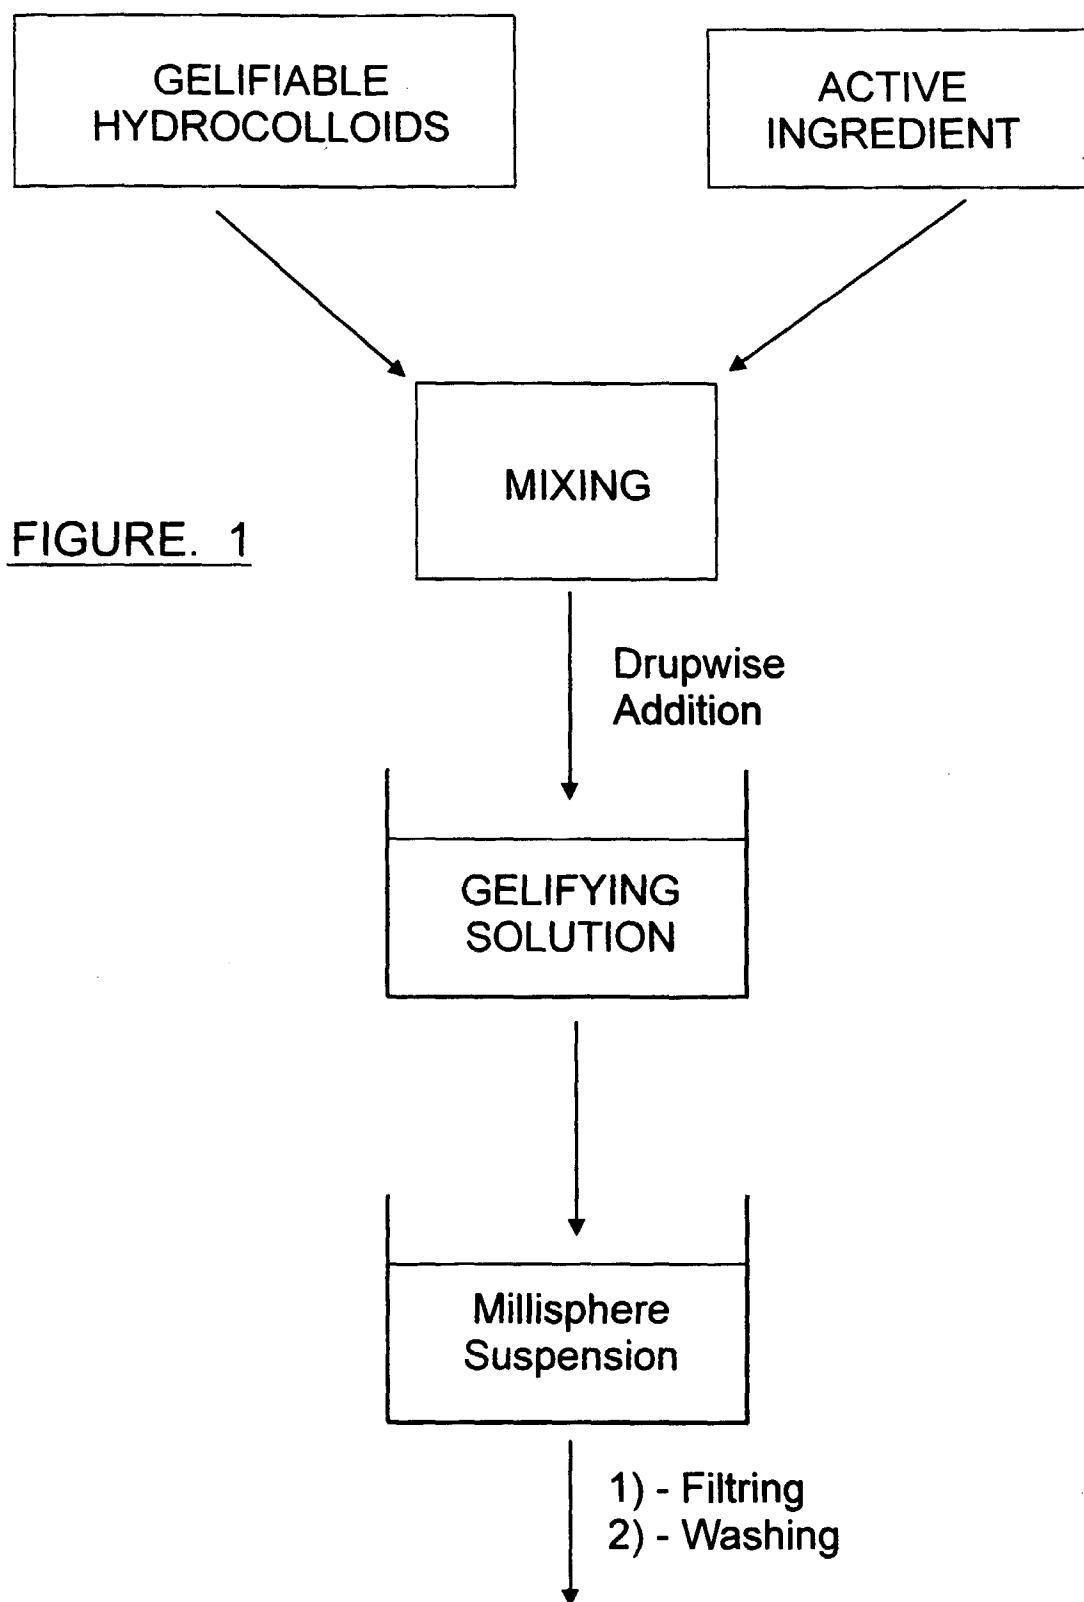 GELIFIABLE
HYDROCOLLOIDS
ACTIVE
INGREDIENT
MIXING
FIGURE. 1
Drupwise
Addition
GELIFYING
SOLUTION
Millisphere
Suspension
1) - Filtring
2) - Washing